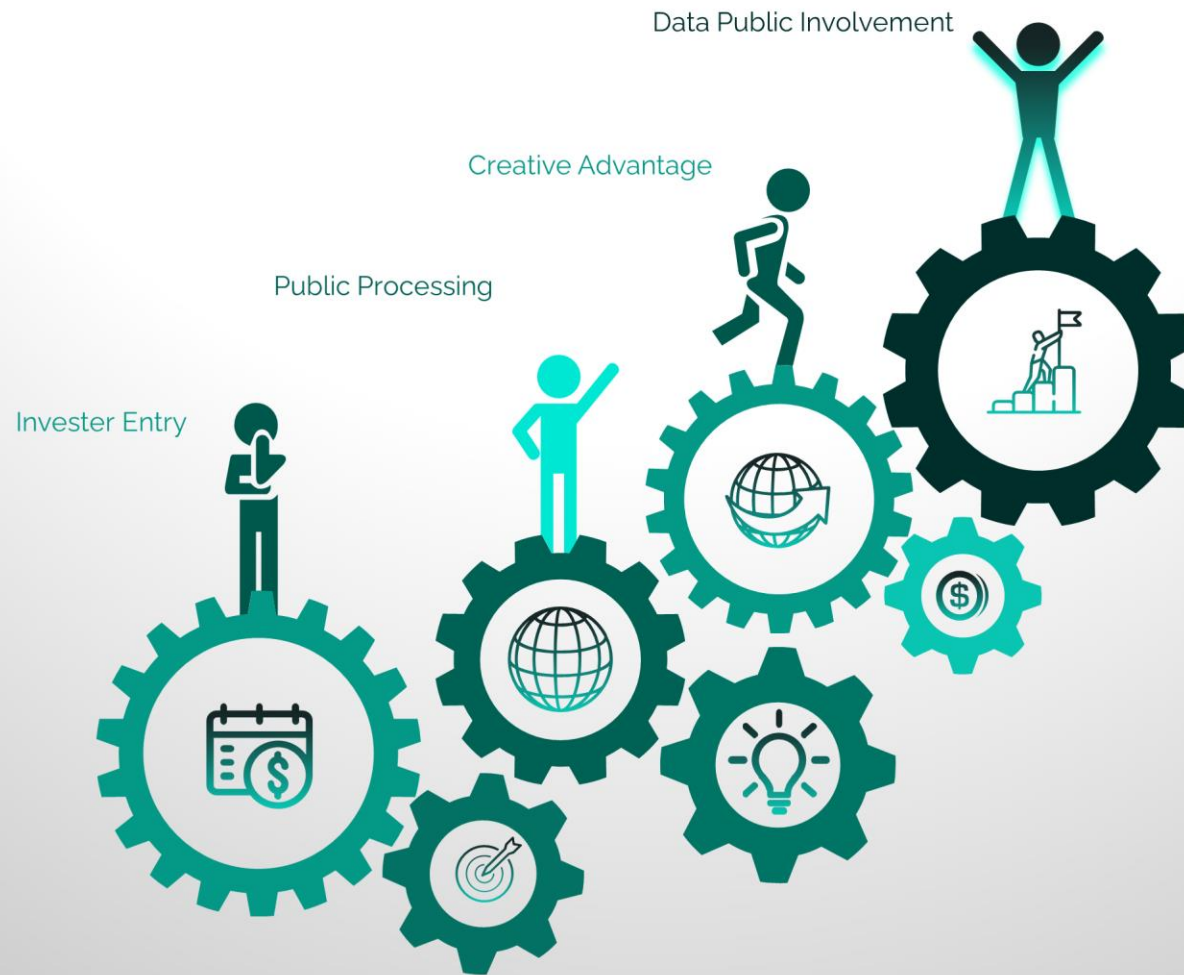 Data Public Involvement
Creative Advantage
Public Processing
Invester Entry
$
$